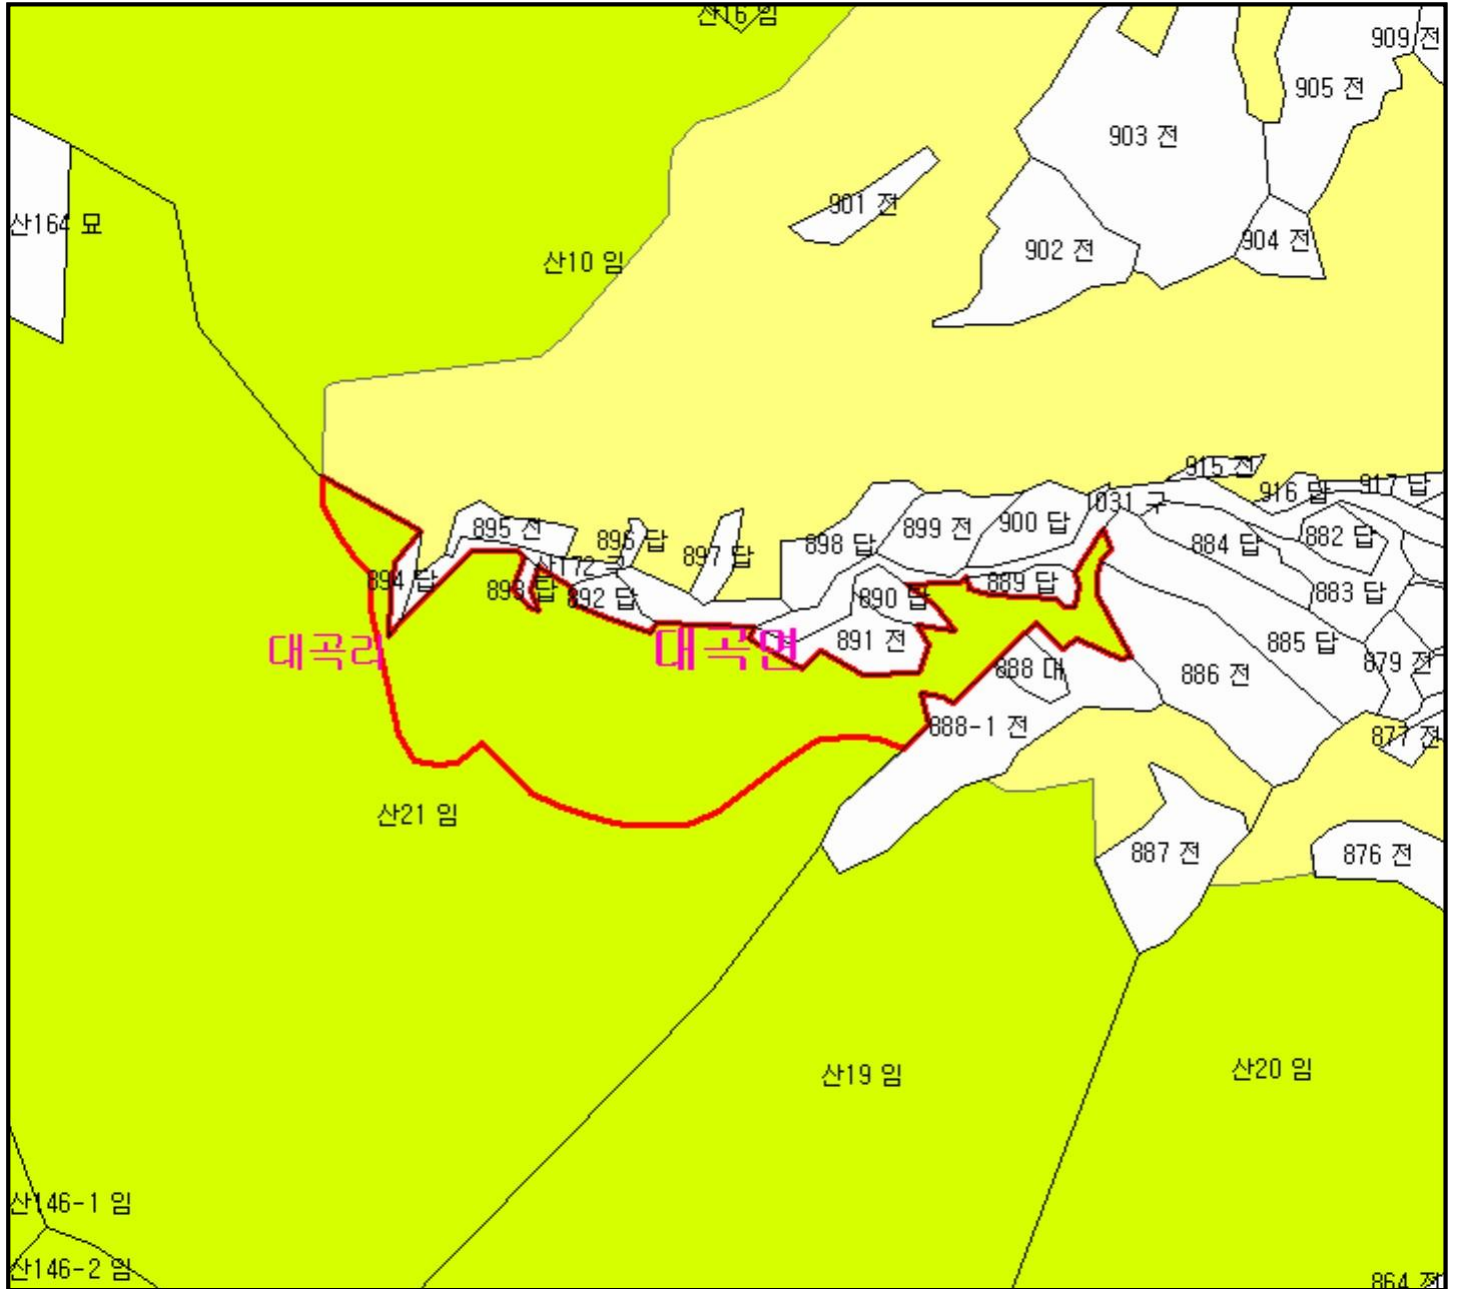 산16 임
909 전
905 전
903 전
901 전
산164 묘
902 전
904 전
산10 임
915 전
916 답
917 답
1031 구
895 전
896 답
897 답
898 답
899 전
900 답
884 답
882 답
894 답
산172 구
893 답
892 답
890 답
889 답
883 답
대곡리
대곡면
891 전
888 대
885 답
886 전
879 전
888-1 전
877 전
산21 임
887 전
876 전
산19 임
산20 임
산146-1 임
산146-2 임
864 전